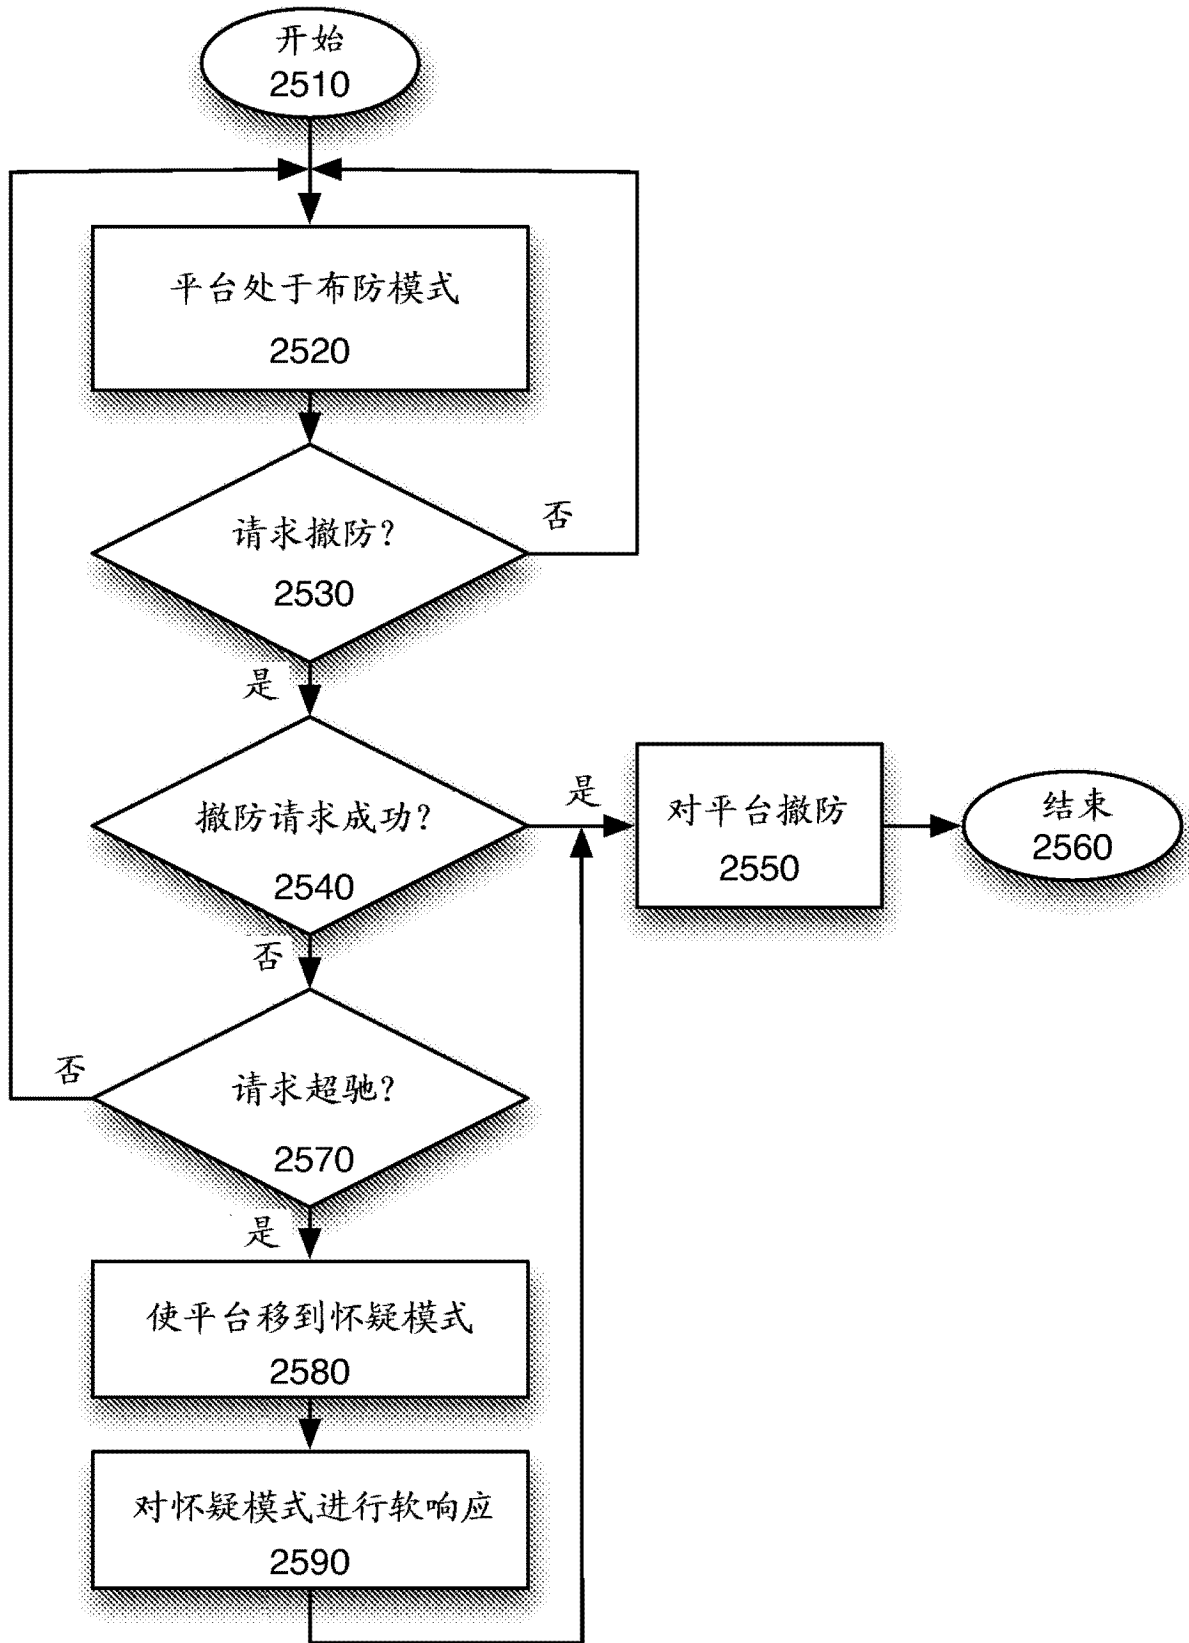 开始
2510
平台处于布防模式
2520
请求撤防?
2530
否
是
撤防请求成功?
2540
是
对平台撤防
2550
结束
2560
否
请求超驰?
2570
否
是
使平台移到怀疑模式
2580
对怀疑模式进行软响应
2590